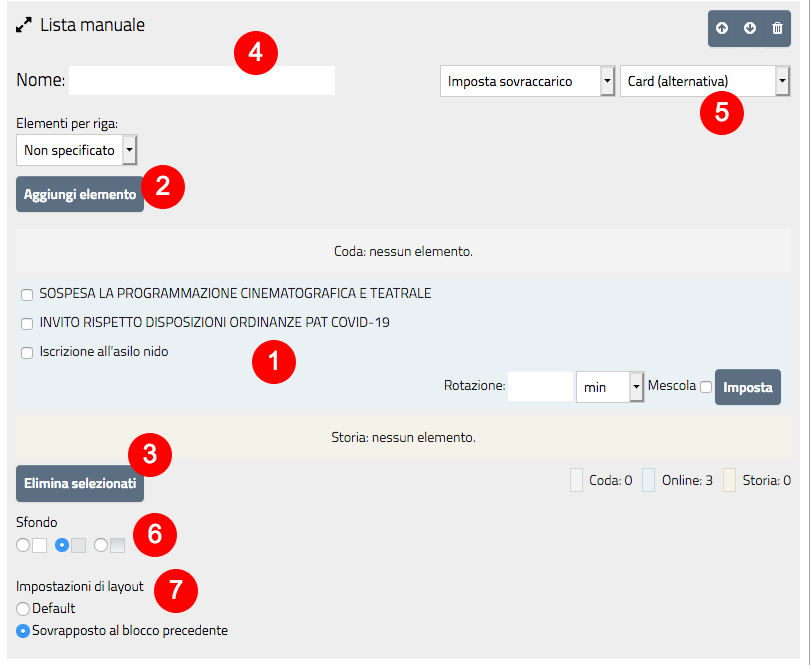 Lista manuale
4
Nome:
Imposta sovraccarico
Card (alternativa)
5
Elementi per riga:
Non specificato
Aggiungi elemento
2
Coda: nessun elemento.
SOSPESA LA PROGRAMMAZIONE CINEMATOGRAFICA E TEATRALE
INVITO RISPETTO DISPOSIZIONI ORDINANZE PAT COVID-19
Iscrizione all'asilo nido
1
Rotazione:
min
Mescola
Imposta
Storia: nessun elemento.
3
Elimina selezionati
Coda: 0
Online: 3
Storia: 0
Sfondo
6
Impostazioni di layout
7
Default
Sovrapposto al blocco precedente